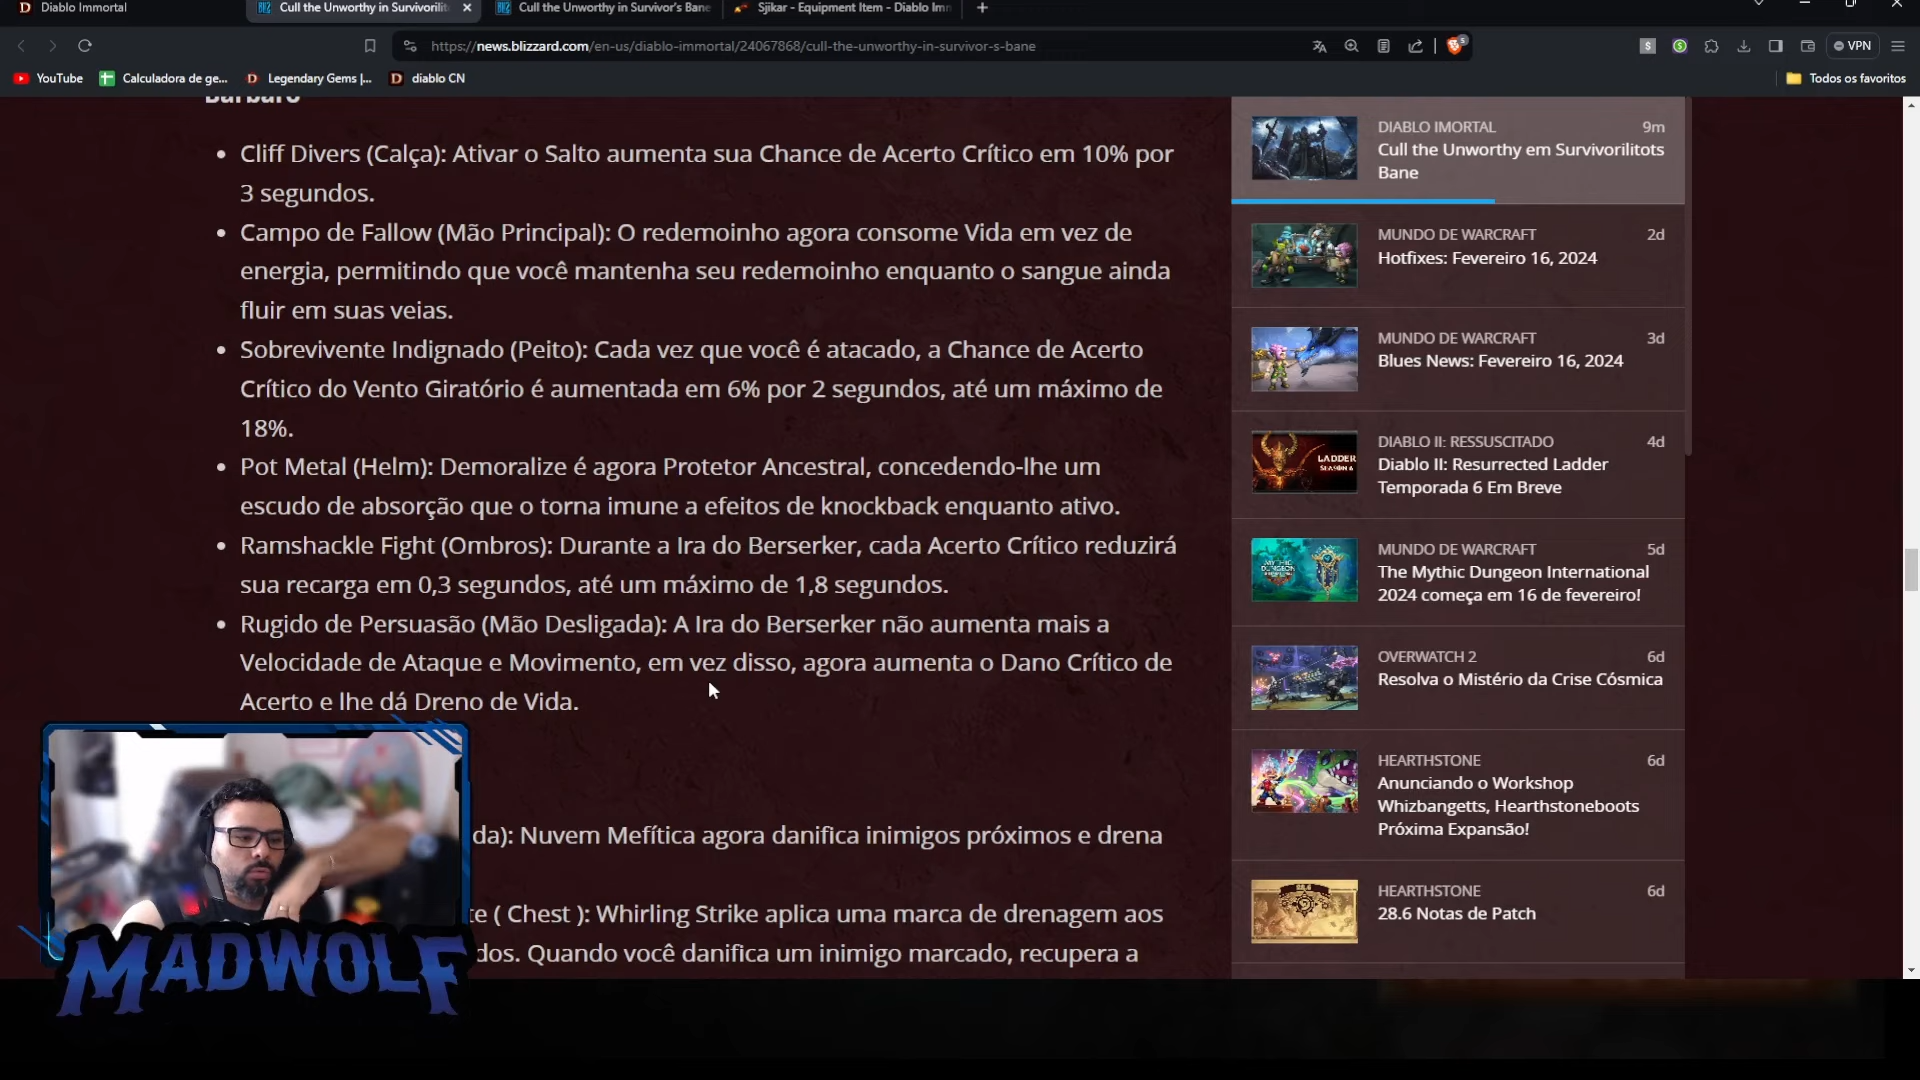 Diablo Immortal
Cull the Unworthy in Survivorilit
Cull the Unworthy in Survivor's Bane
Sjikar - Equipment Item - Diablo Imm
https://news.blizzard.com/en-us/diablo-immortal/24067868/cull-the-unworthy-in-survivor-s-bane
5
VPN
YouTube
Calculadora de ge...
Legendary Gems |...
diablo CN
Todos os favoritos
Bárbaro
Cliff Divers (Calça): Ativar o Salto aumenta sua Chance de Acerto Crítico em 10% por
3 segundos.
Campo de Fallow (Mão Principal): O redemoinho agora consome Vida em vez de
energia, permitindo que você mantenha seu redemoinho enquanto o sangue ainda
fluir em suas veias.
Sobrevivente Indignado (Peito): Cada vez que você é atacado, a Chance de Acerto
Crítico do Vento Giratório é aumentada em 6% por 2 segundos, até um máximo de
18%.
Pot Metal (Helm): Demoralize é agora Protetor Ancestral, concedendo-lhe um
escudo de absorção que o torna imune a efeitos de knockback enquanto ativo.
Ramshackle Fight (Ombros): Durante a Ira do Berserker, cada Acerto Crítico reduzirá
sua recarga em 0,3 segundos, até um máximo de 1,8 segundos.
Rugido de Persuasão (Mão Desligada): A Ira do Berserker não aumenta mais a
Velocidade de Ataque e Movimento, em vez disso, agora aumenta o Dano Crítico de
Acerto e lhe dá Dreno de Vida.
da): Nuvem Mefítica agora danifica inimigos próximos e drena
te ( Chest ): Whirling Strike aplica uma marca de drenagem aos
dos. Quando você danifica um inimigo marcado, recupera a
MADWOLF
DIABLO IMORTAL
9m
Cull the Unworthy em Survivorilitots
Bane
MUNDO DE WARCRAFT
2d
Hotfixes: Fevereiro 16, 2024
MUNDO DE WARCRAFT
3d
Blues News: Fevereiro 16, 2024
LADDER
SEASON 6
DIABLO II: RESSUSCITADO
4d
Diablo II: Resurrected Ladder
Temporada 6 Em Breve
MUNDO DE WARCRAFT
5d
The Mythic Dungeon International
2024 começa em 16 de fevereiro!
OVERWATCH 2
6d
Resolva o Mistério da Crise Cósmica
HEARTHSTONE
6d
Anunciando o Workshop
Whizbangetts, Hearthstoneboots
Próxima Expansão!
HEARTHSTONE
6d
28.6 Notas de Patch